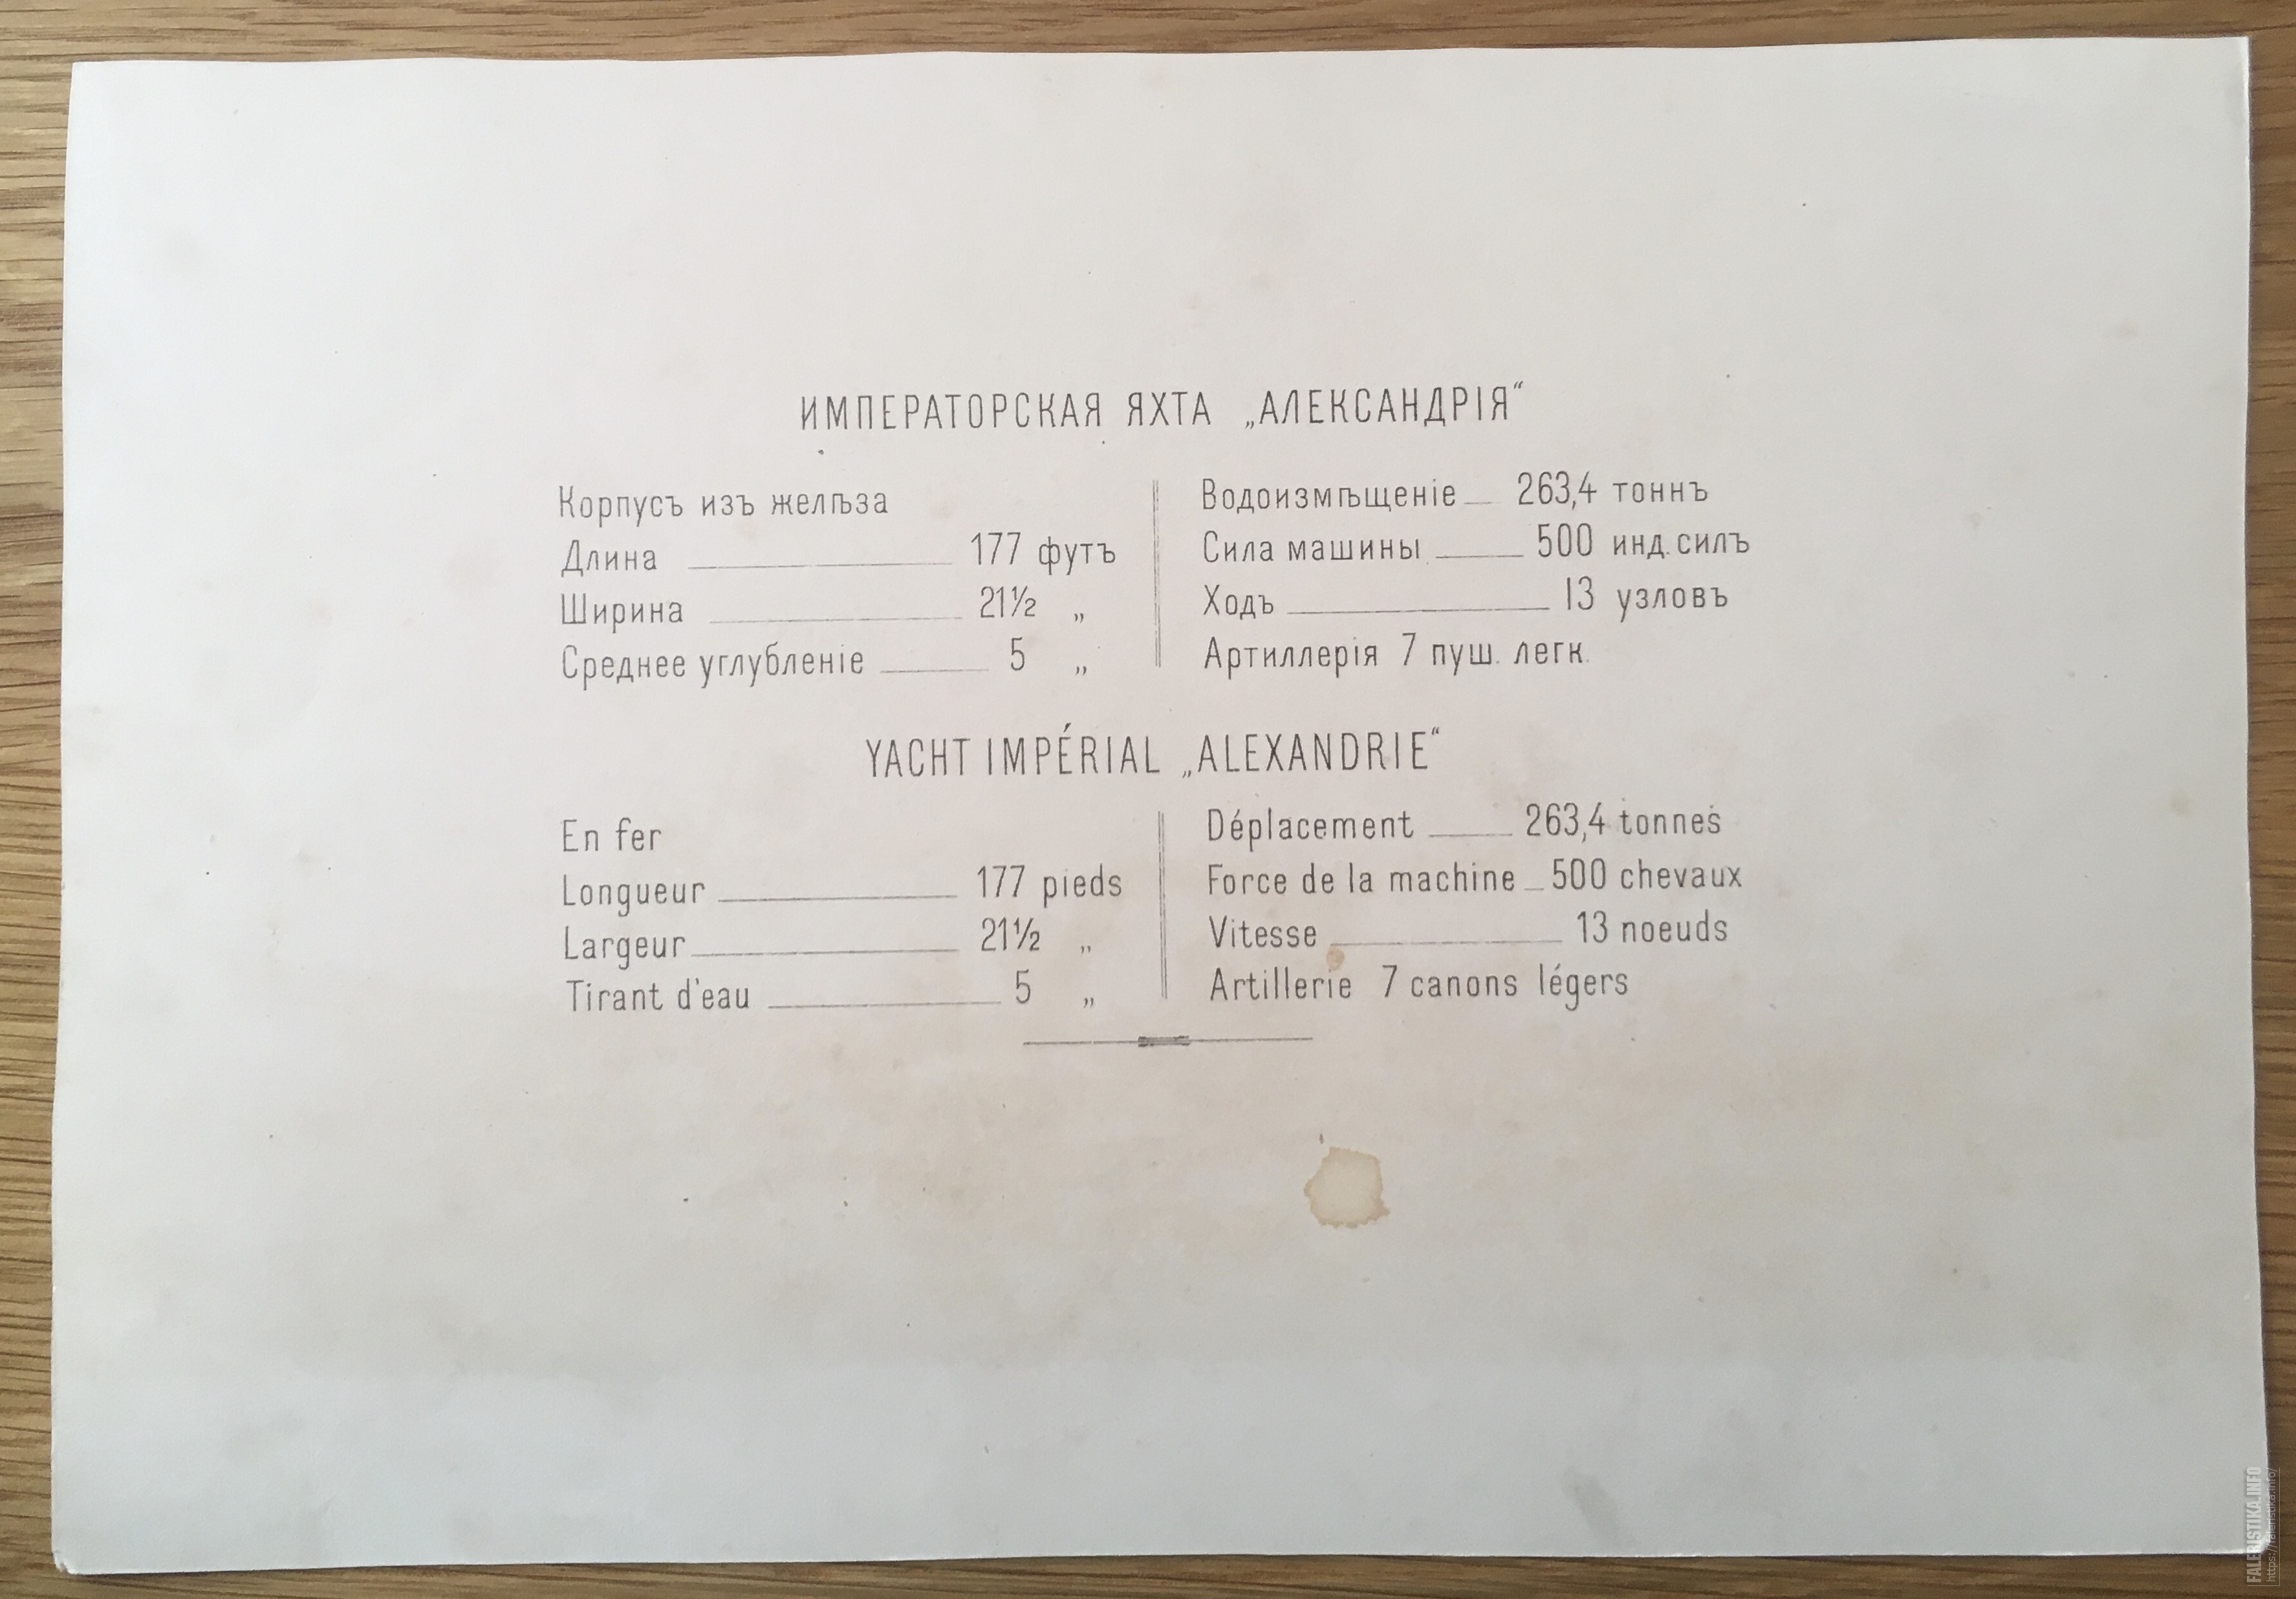 ИМПЕРАТОРСКАЯ ЯХТА „АЛЕКСАНДРІЯ“
Корпусъ изъ желѣза
Длина 177 футъ
Ширина 21½ „
Среднее углубленіе 5 „
Водоизмѣщеніе 263,4 тоннъ
Сила машины 500 инд. силъ
Ходъ 13 узловъ
Артиллерія 7 пуш. легк.
YACHT IMPÉRIAL „ALEXANDRIE“
En fer
Longueur 177 pieds
Largeur 21½ „
Tirant d'eau 5 „
Déplacement 263,4 tonnes
Force de la machine 500 chevaux
Vitesse 13 noeuds
Artillerie 7 canons légers
FALERISTIKA.INFO
https://faleristika.info/